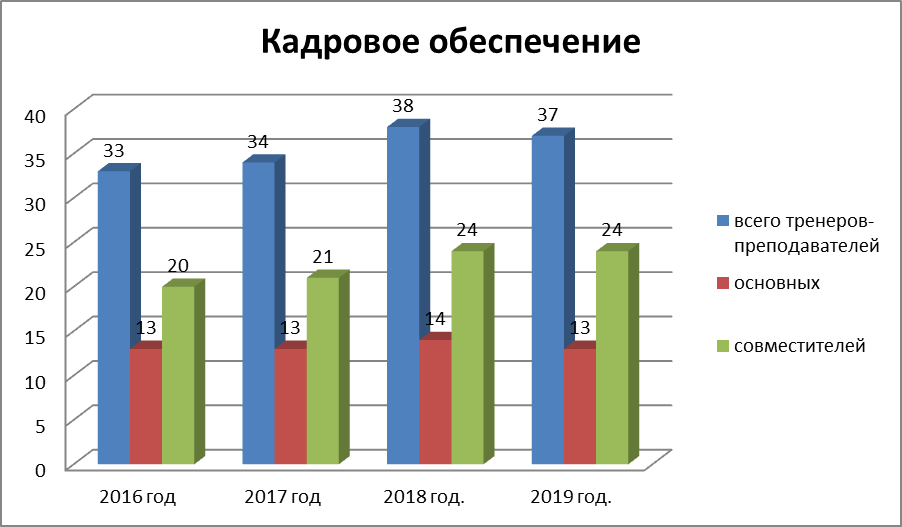 Кадровое обеспечение
40
35
30
25
20
15
10
5
0
33
13
20
34
13
21
38
14
24
37
13
24
2016 год
2017 год
2018 год.
2019 год.
всего тренеров-
преподавателей
основных
совместителей